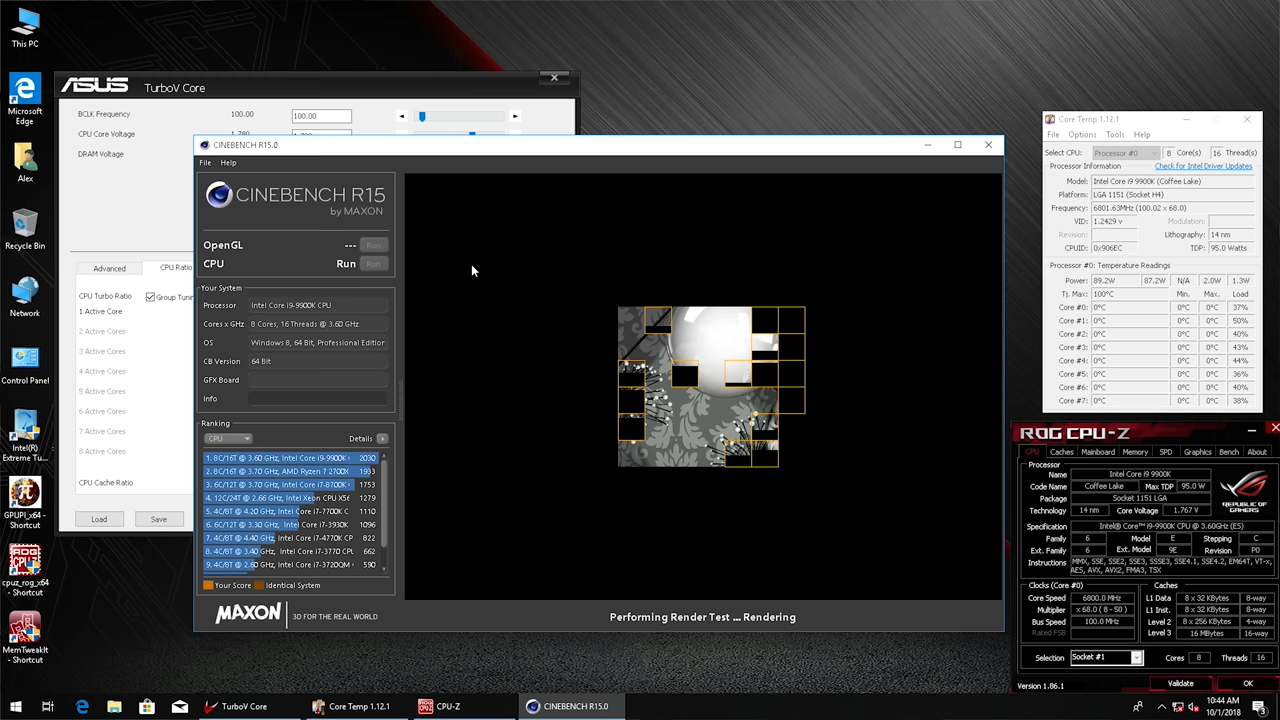 This PC
Microsoft
Edge
Alex
Recycle Bin
Network
Control Panel
Intel(R)
Extreme Tu...
GPUPI_x64 -
Shortcut
cpuz_rog_x64
- Shortcut
MemTweakIt
- Shortcut
ASUS TurboV Core
BCLK Frequency 100.00 100.00
CPU Core Voltage
DRAM Voltage
Advanced CPU Ratio
CPU Turbo Ratio Group Tuning
1 Active Core
2 Active Cores
3 Active Cores
4 Active Cores
5 Active Cores
6 Active Cores
7 Active Cores
8 Active Cores
CPU Cache Ratio
Load Save
CINEBENCH R15.0
File Help
CINEBENCH R15
by MAXON
OpenGL --- Run
CPU Run Run
Your System
Processor Intel Core i9-9900K CPU
Cores x GHz 8 Cores, 16 Threads @ 3.60 GHz
OS Windows 8, 64 Bit, Professional Edition
CB Version 64 Bit
GFX Board
Info
Ranking
CPU Details
1. 8C/16T @ 3.60 GHz, Intel Core i9-9900K 2030
2. 8C/16T @ 3.70 GHz, AMD Ryzen 7 2700X 1933
3. 6C/12T @ 3.70 GHz, Intel Core i7-8700K 1753
4. 12C/24T @ 2.66 GHz, Intel Xeon CPU X56 1279
5. 4C/8T @ 4.20 GHz, Intel Core i7-7700K C 1110
6. 6C/12T @ 3.30 GHz, Intel Core i7-3930K 1096
7. 4C/8T @ 4.40 GHz, Intel Core i7-4770K C 822
8. 4C/8T @ 3.40 GHz, Intel Core i7-3770 CPU 662
9. 4C/8T @ 2.60 GHz, Intel Core i7-3720QM 590
Your Score Identical System
MAXON 3D FOR THE REAL WORLD
Performing Render Test ... Rendering
Core Temp 1.12.1
File Options Tools Help
Select CPU: Processor #0 8 Core(s) 16 Thread(s)
Processor Information Check for Intel Driver Updates
Model: Intel Core i9 9900K (Coffee Lake)
Platform: LGA 1151 (Socket H4)
Frequency: 6801.63MHz (100.02 x 68.0)
VID: 1.2429 v Modulation:
Revision: Lithography: 14 nm
CPUID: 0x906EC TDP: 95.0 Watts
Processor #0: Temperature Readings
Power: 89.2W 87.2W N/A 2.0W 1.3W
Tj. Max: 100°C Min. Max. Load
Core #0: 0°C 0°C 0°C 37%
Core #1: 0°C 0°C 0°C 50%
Core #2: 0°C 0°C 0°C 40%
Core #3: 0°C 0°C 0°C 43%
Core #4: 0°C 0°C 0°C 44%
Core #5: 0°C 0°C 0°C 36%
Core #6: 0°C 0°C 0°C 40%
Core #7: 0°C 0°C 0°C 38%
ROG CPU-Z
CPU Caches Mainboard Memory SPD Graphics Bench About
Processor
Name Intel Core i9 9900K
Code Name Coffee Lake Max TDP 95.0 W
Package Socket 1151 LGA
Technology 14 nm Core Voltage 1.767 V
REPUBLIC OF
GAMERS
Specification Intel® Core™ i9-9900K CPU @ 3.60GHz (ES)
Family 6 Model E Stepping C
Ext. Family 6 Ext. Model 9E Revision P0
Instructions MMX, SSE, SSE2, SSE3, SSSE3, SSE4.1, SSE4.2, EM64T, VT-x,
AES, AVX, AVX2, FMA3, TSX
Clocks (Core #0) Caches
Core Speed 6800.0 MHz L1 Data 8 x 32 KBytes 8-way
Multiplier x 68.0 ( 8 - 50 ) L1 Inst. 8 x 32 KBytes 8-way
Bus Speed 100.0 MHz Level 2 8 x 256 KBytes 4-way
Rated FSB Level 3 16 MBytes 16-way
Selection Socket #1 Cores 8 Threads 16
Version 1.86.1 Validate OK
TurboV Core Core Temp 1.12.1 CPU-Z CINEBENCH R15.0
10:44 AM
10/1/2018
3